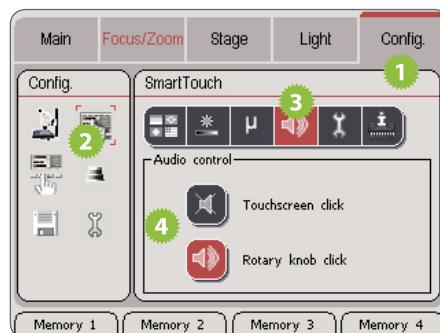 Main Focus/Zoom Stage Light Config.
1
Config. SmartTouch
2
3
µ
i
Audio control
4
Touchscreen click
Rotary knob click
Memory 1 Memory 2 Memory 3 Memory 4